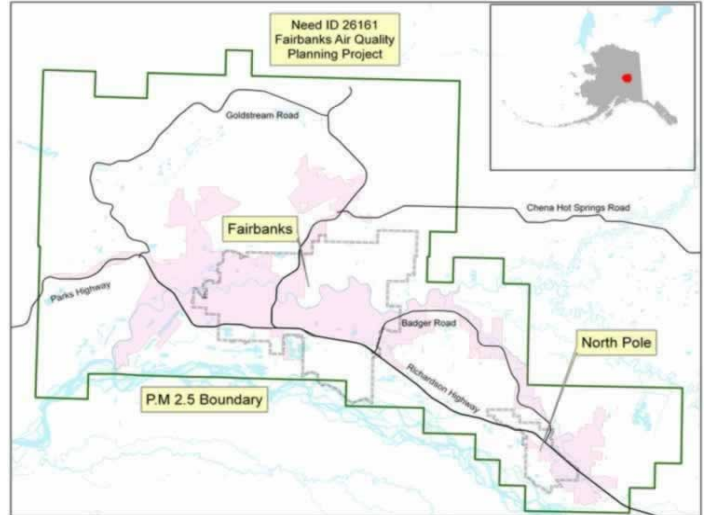 Need ID 26161
Fairbanks Air Quality
Planning Project
Goldstream Road
Chena Hot Springs Road
Fairbanks
Parks Highway
Badger Road
North Pole
Richardson Highway
P.M 2.5 Boundary